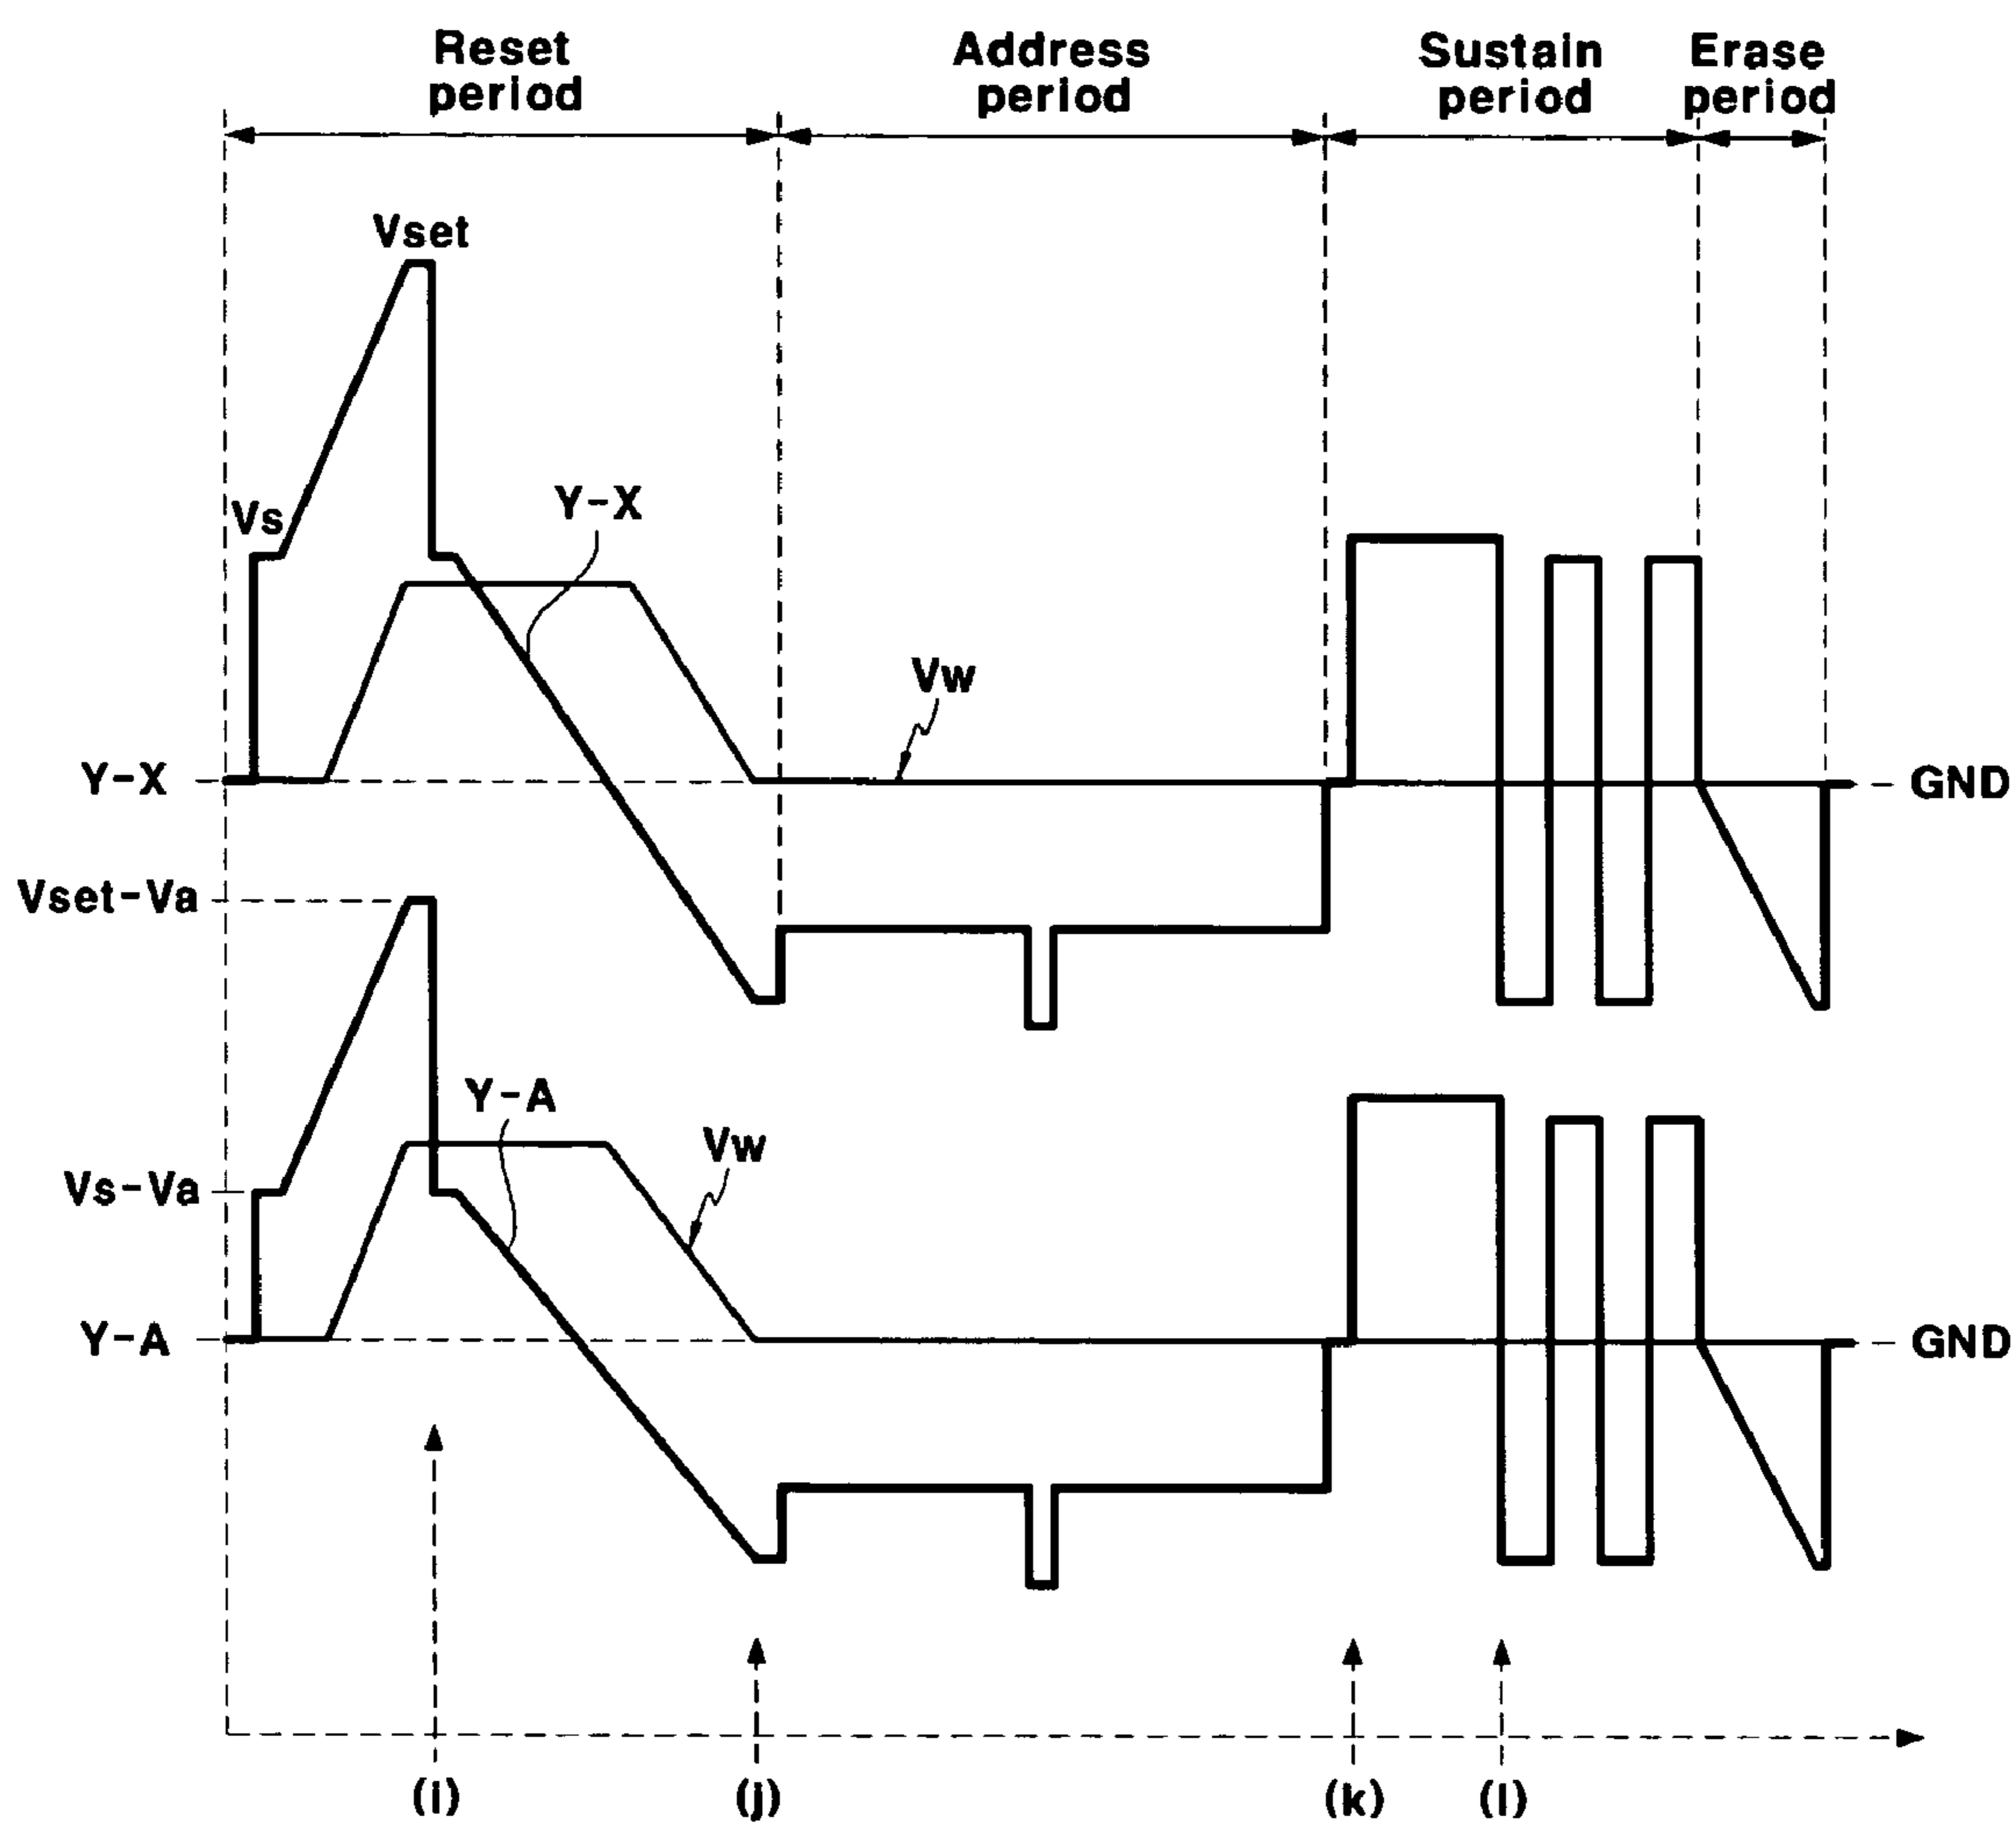 Reset
period
Address
period
Sustain
period
Erase
period
Vset
Vs
Y-X
Vw
Y-X
GND
Vset-Va
Y-A
Vw
Vs-Va
Y-A
GND
(i)
(j)
(k)
(l)